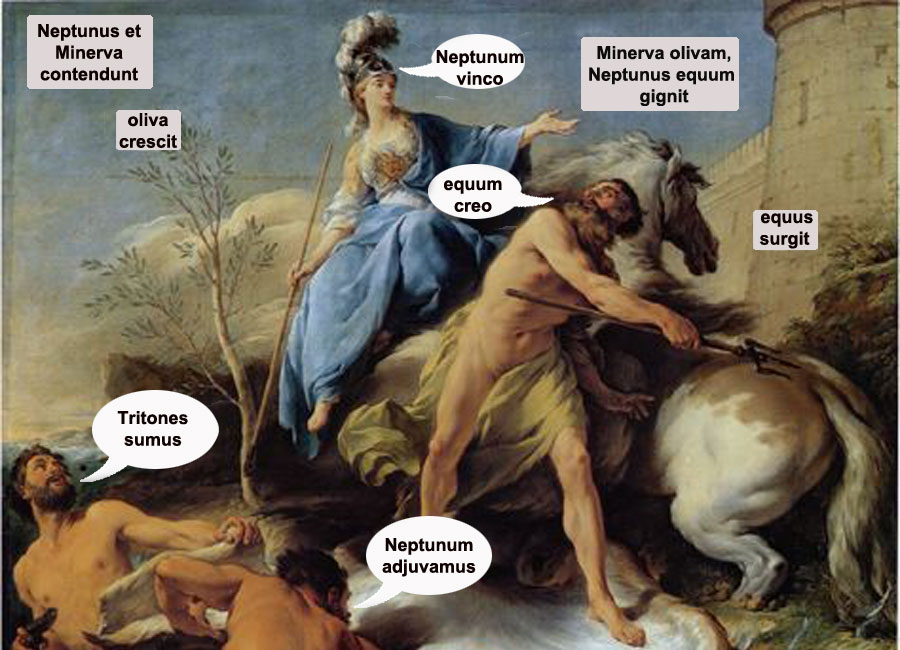 Neptunus et
Minerva
contendunt
Neptunum
vinco
Minerva olivam,
Neptunus equum
gignit
oliva
crescit
equum
creo
equus
surgit
Tritones
sumus
Neptunum
adjuvamus